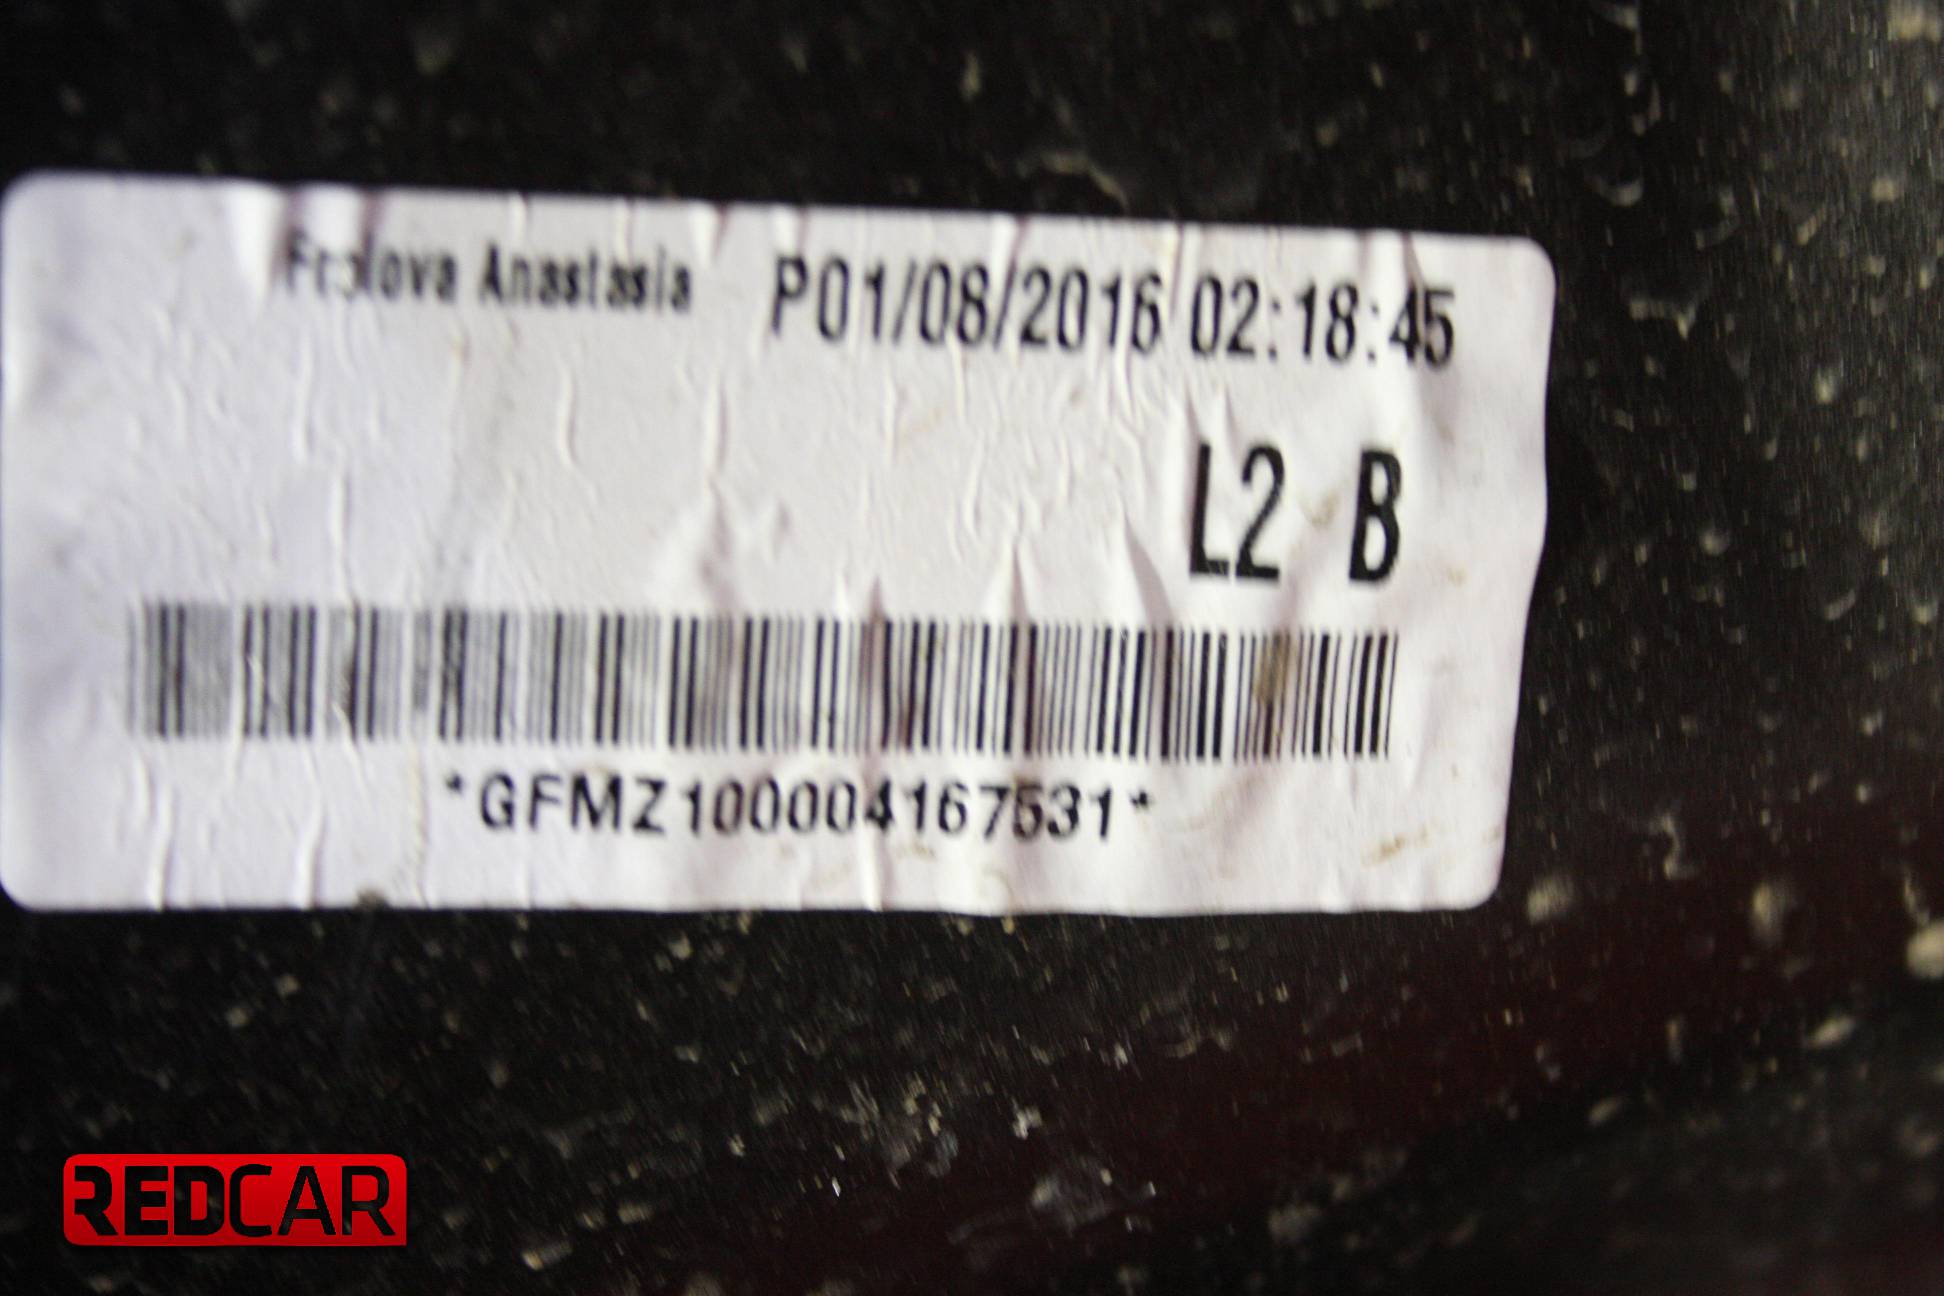 Frolova Anastasia P01/08/2016 02:18:45
L2 B
*GFMZ100004167531*
REDCAR